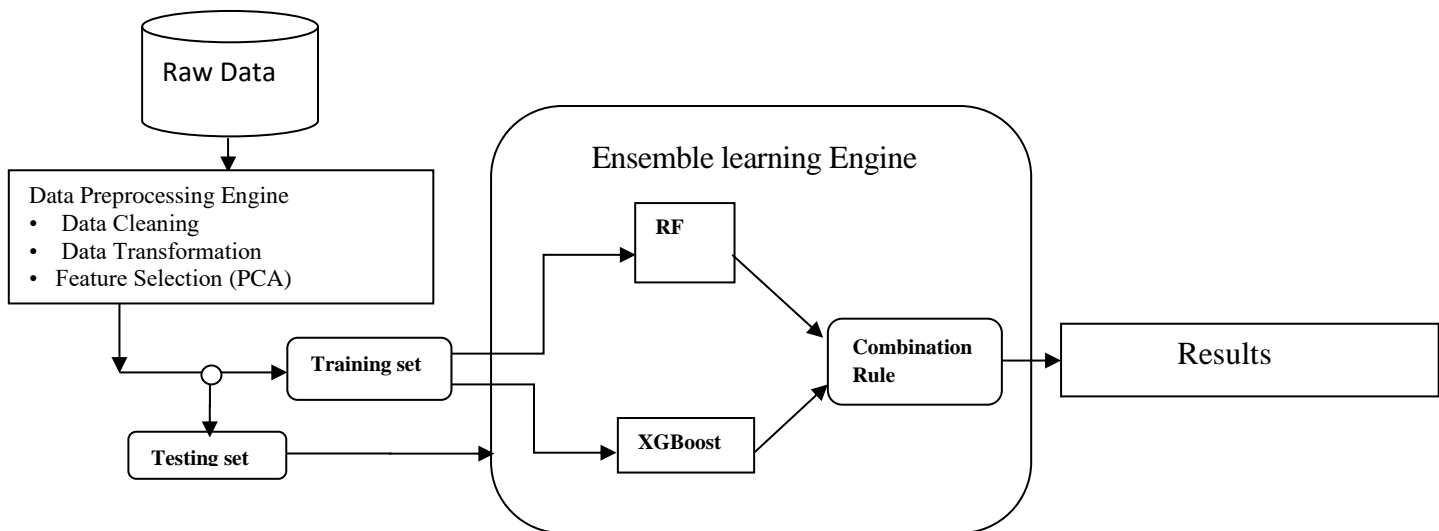 Raw Data
Ensemble learning Engine
Data Preprocessing Engine
• Data Cleaning
• Data Transformation
• Feature Selection (PCA)
RF
Training set
Combination
Rule
Results
XGBoost
Testing set